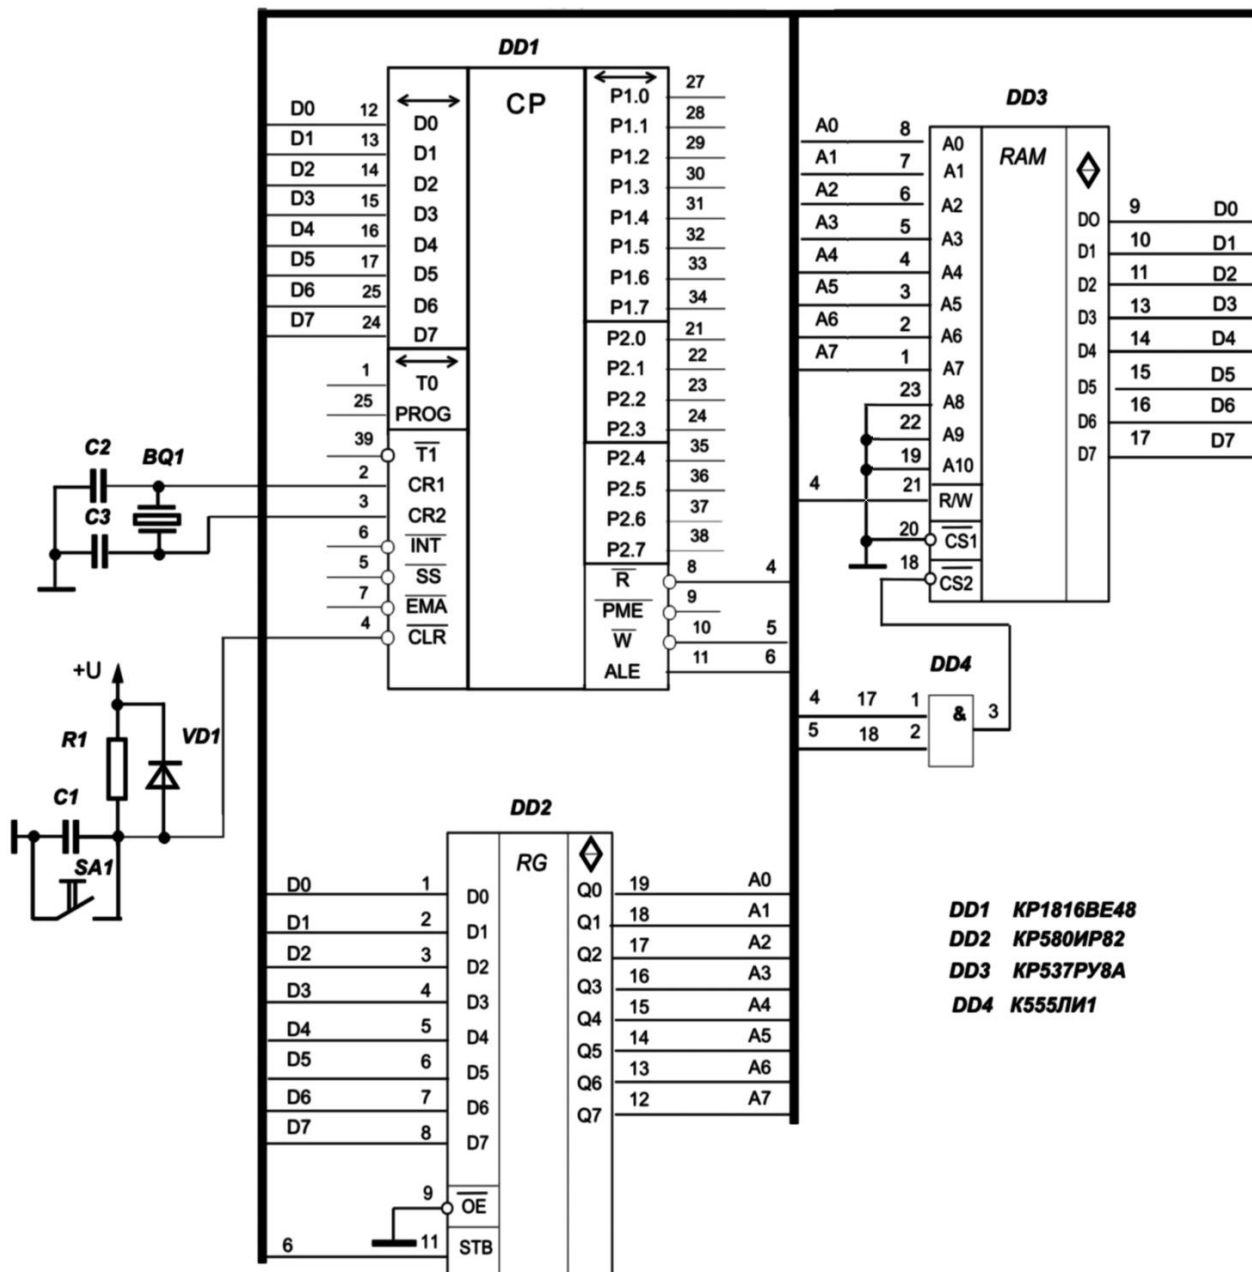 DD1
CP
D0 12 D0
D1 13 D1
D2 14 D2
D3 15 D3
D4 16 D4
D5 17 D5
D6 25 D6
D7 24 D7
1 T0
25 PROG
39 T1
2 CR1
3 CR2
6 INT
5 SS
7 EMA
4 CLR
P1.0 27
P1.1 28
P1.2 29
P1.3 30
P1.4 31
P1.5 32
P1.6 33
P1.7 34
P2.0 21
P2.1 22
P2.2 23
P2.3 24
P2.4 35
P2.5 36
P2.6 37
P2.7 38
R 8 4
PME 9
W 10 5
ALE 11 6
C2 BQ1
C3
+U
R1 VD1
C1
SA1
DD3
RAM
A0 8 A0
A1 7 A1
A2 6 A2
A3 5 A3
A4 4 A4
A5 3 A5
A6 2 A6
A7 1 A7
23 A8
22 A9
19 A10
4 21 R/W
20 CS1
18 CS2
D0 9 D0
D1 10 D1
D2 11 D2
D3 13 D3
D4 14 D4
D5 15 D5
D6 16 D6
D7 17 D7
DD4
4 17 1 & 3
5 18 2
DD2
RG
D0 1 D0
D1 2 D1
D2 3 D2
D3 4 D3
D4 5 D4
D5 6 D5
D6 7 D6
D7 8 D7
9 OE
6 11 STB
Q0 19 A0
Q1 18 A1
Q2 17 A2
Q3 16 A3
Q4 15 A4
Q5 14 A5
Q6 13 A6
Q7 12 A7
DD1 КР1816ВЕ48
DD2 КР580ИР82
DD3 КР537РУ8А
DD4 К555ЛИ1